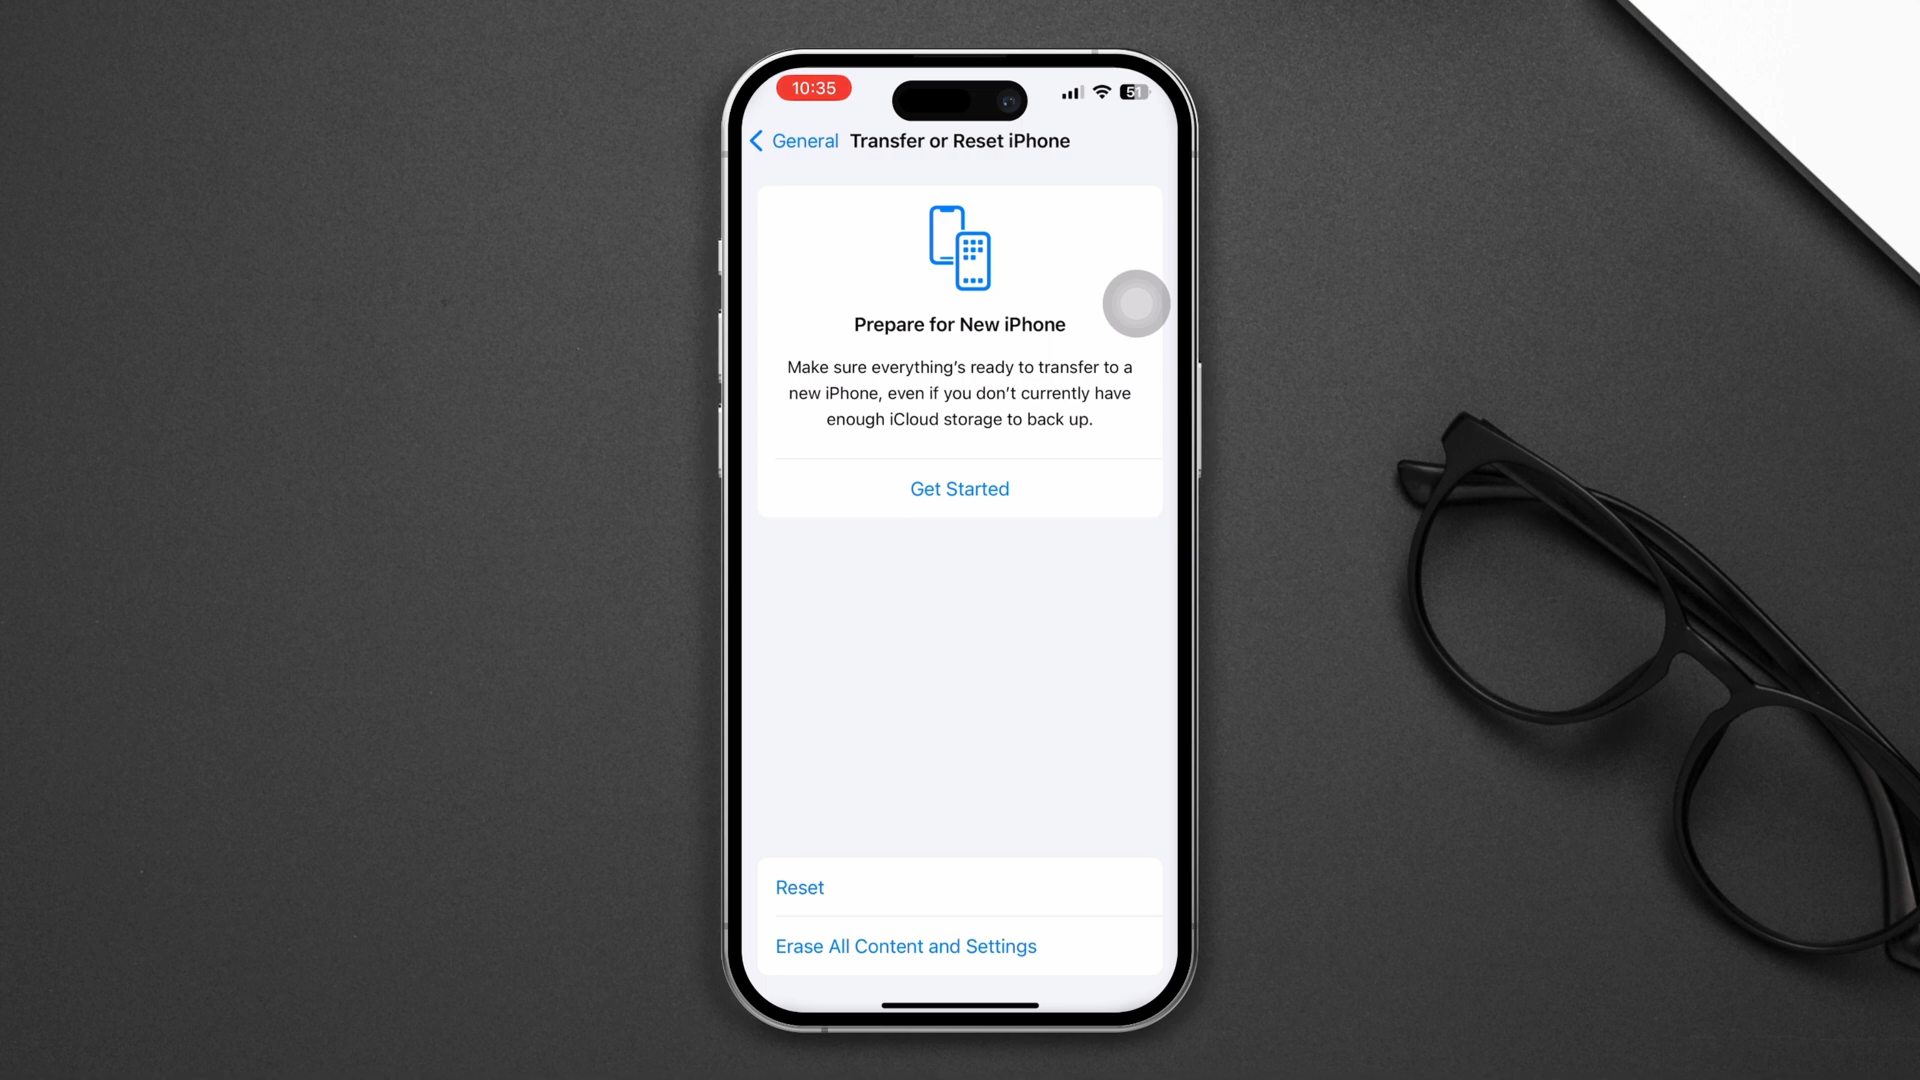 10:35
51
General Transfer or Reset iPhone
Prepare for New iPhone
Make sure everything’s ready to transfer to a
new iPhone, even if you don’t currently have
enough iCloud storage to back up.
Get Started
Reset
Erase All Content and Settings